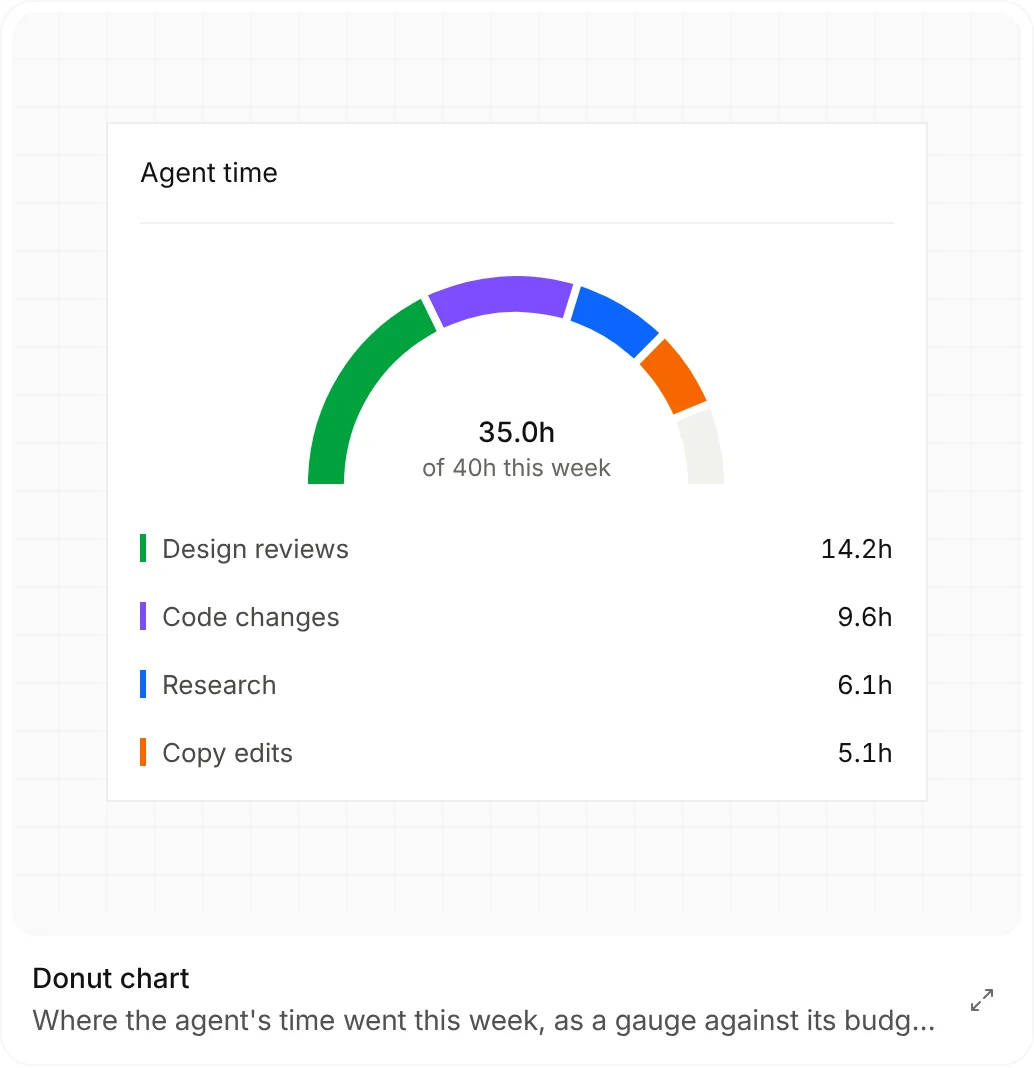 Agent time
35.0h
of 40h this week
Design reviews 14.2h
Code changes 9.6h
Research 6.1h
Copy edits 5.1h
Donut chart
Where the agent's time went this week, as a gauge against its budg...